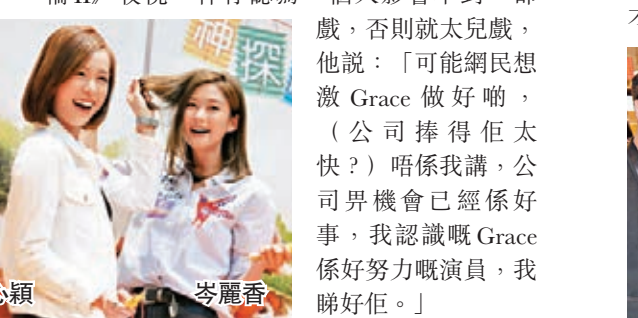 戲，否則就太兒戲，
他説：「可能網民想
激 Grace 做好啲，
（公司捧得佢太
快？）唔係我講，公
司畀機會已經係好
事，我認識嘅Grace
係好努力嘅演員，我
睇好佢。」
神探
穎
岑麗香